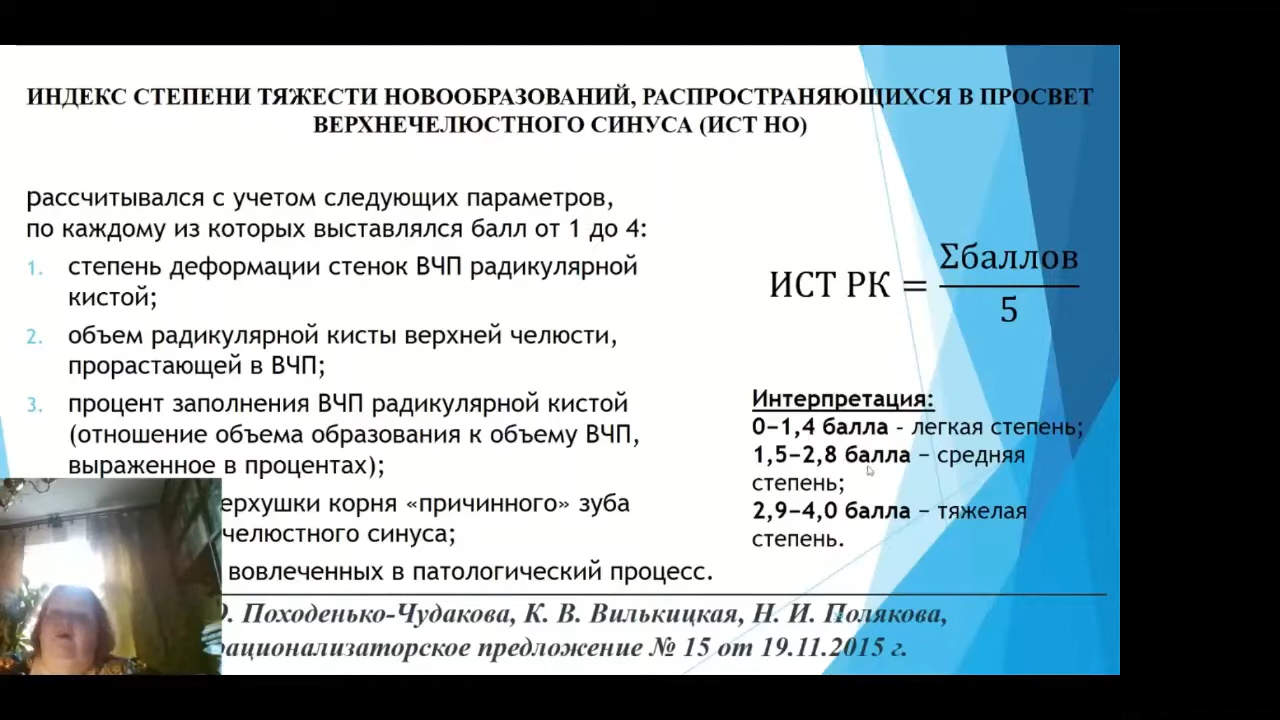 ИНДЕКС СТЕПЕНИ ТЯЖЕСТИ НОВООБРАЗОВАНИЙ, РАСПРОСТРАНЯЮЩИХСЯ В ПРОСВЕТ
ВЕРХНЕЧЕЛЮСТНОГО СИНУСА (ИСТ НО)
рассчитывался с учетом следующих параметров,
по каждому из которых выставлялся балл от 1 до 4:
1. степень деформации стенок ВЧП радикулярной
кистой;
2. объем радикулярной кисты верхней челюсти,
прорастающей в ВЧП;
3. процент заполнения ВЧП радикулярной кистой
(отношение объема образования к объему ВЧП,
выраженное в процентах);
корня «причинного» зуба
синуса;
вовлеченных в патологический процесс.
ИСТ РК = Σбаллов
5
Интерпретация:
0–1,4 балла - легкая степень;
1,5–2,8 балла – средняя
степень;
2,9–4,0 балла – тяжелая
степень.
Походенько-Чудакова, К. В. Вилькицкая, Н. И. Полякова,
предложение № 15 от 19.11.2015 г.